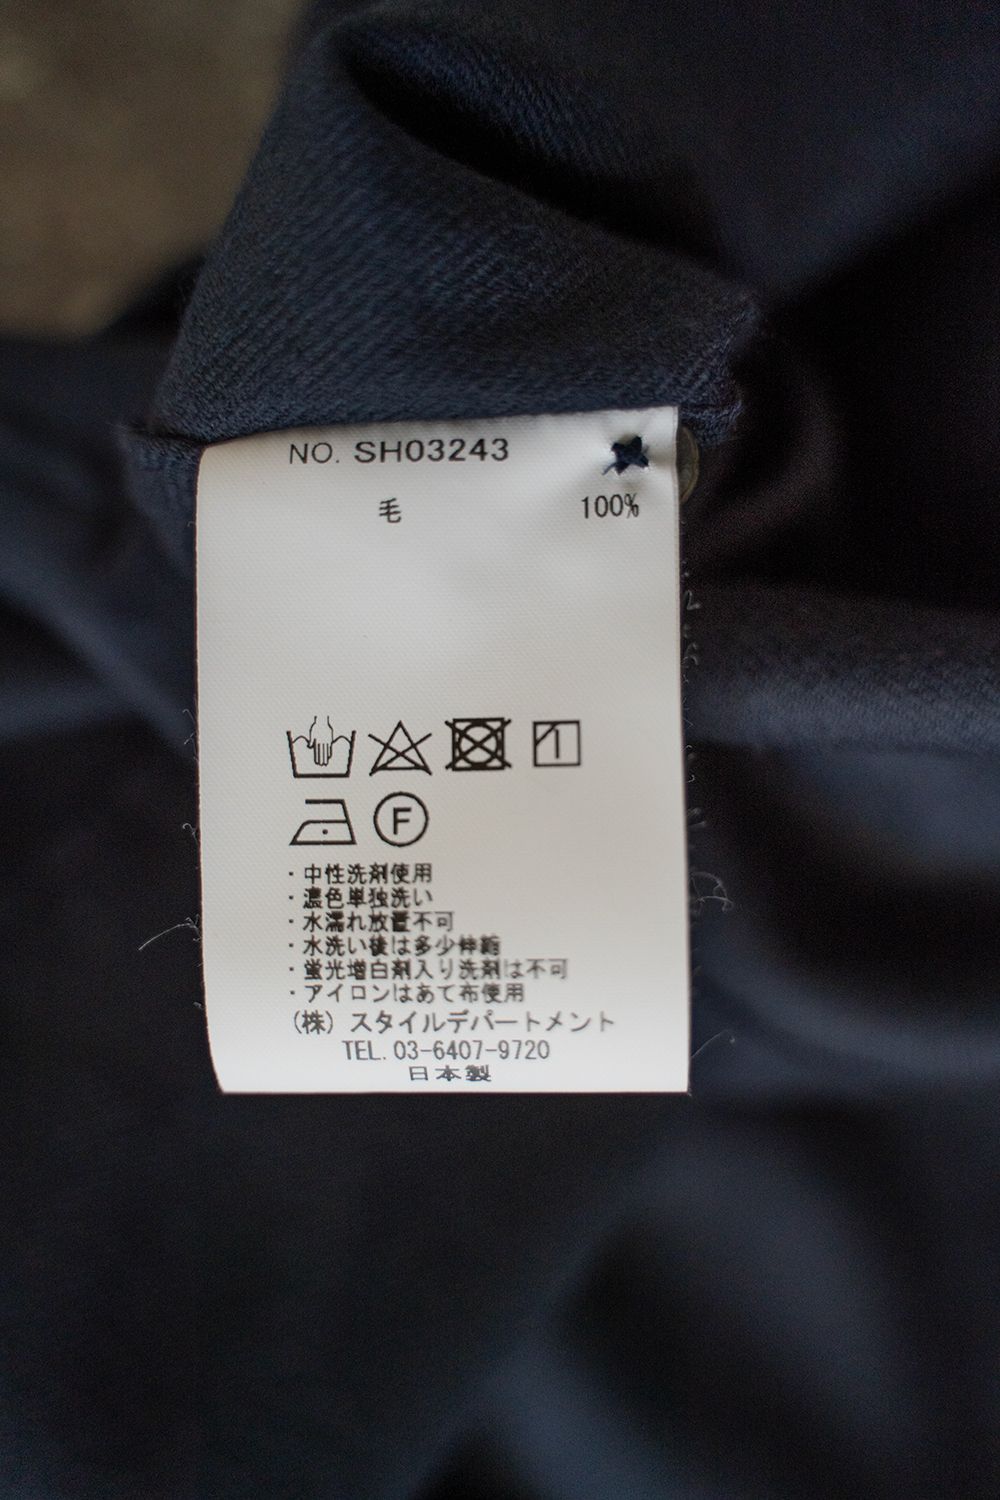 NO. SH03243
毛 100%
F
・中性洗剤使用
・濃色単独洗い
・水濡れ放置不可
・水洗い後は多少伸縮
・蛍光増白剤入り洗剤は不可
・アイロンはあて布使用
(株) スタイルデパートメント
TEL. 03-6407-9720
日本製